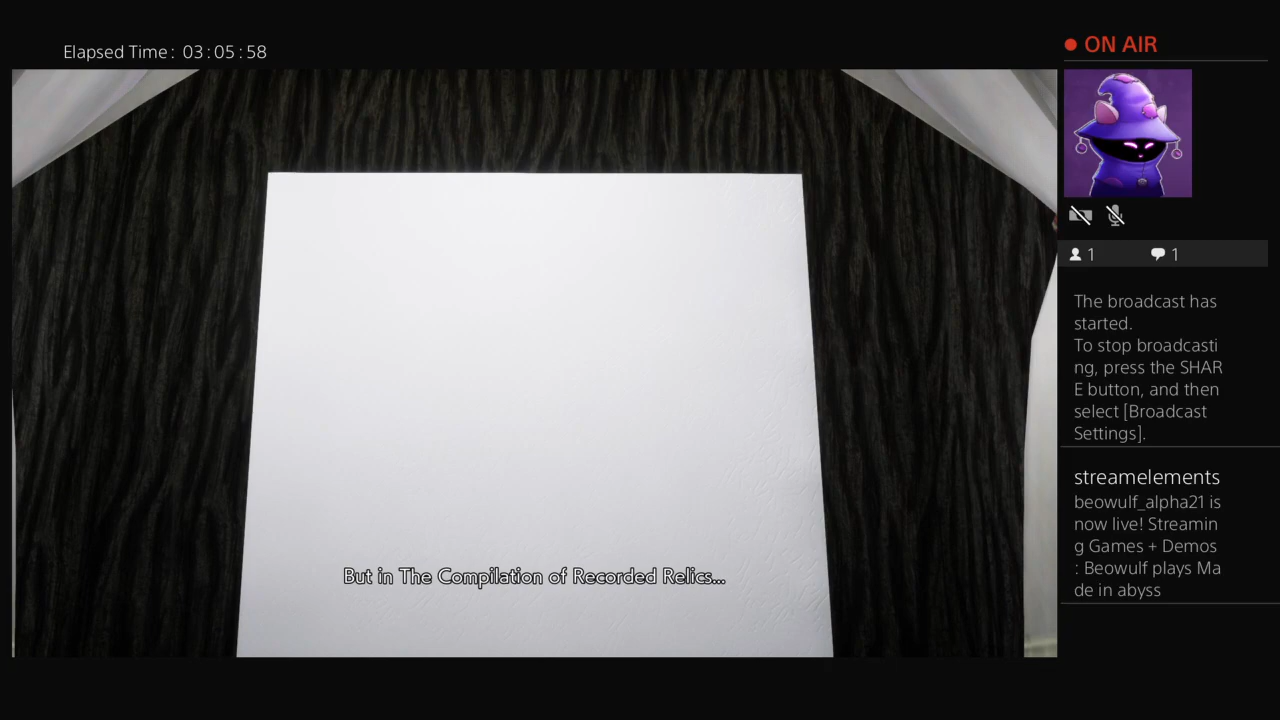 Elapsed Time: 03:05:58
ON AIR
1
1
The broadcast has
started.
To stop broadcasti
ng, press the SHAR
E button, and then
select [Broadcast
Settings].
streamelements
beowulf_alpha21 is
now live! Streamin
g Games + Demos
: Beowulf plays Ma
de in abyss
But in The Compilation of Recorded Relics...